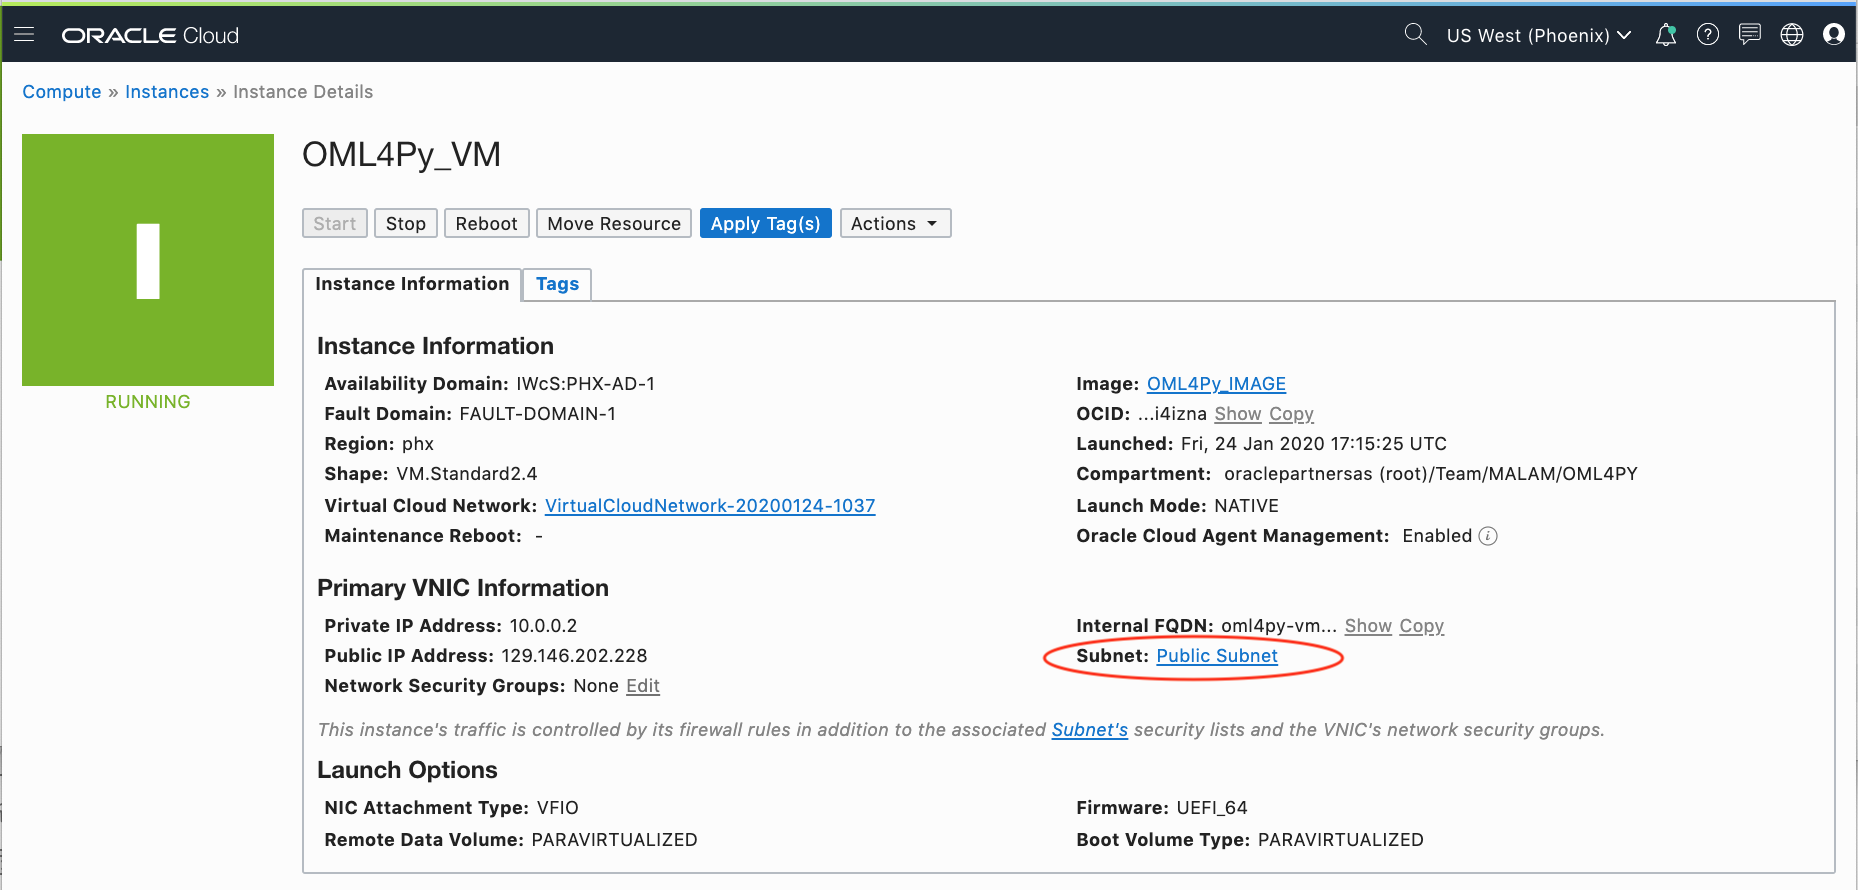 ORACLE Cloud
US West (Phoenix)
Compute » Instances » Instance Details
I
RUNNING
OML4Py_VM
Start Stop Reboot Move Resource Apply Tag(s) Actions
Instance Information Tags
Instance Information
Availability Domain: IWcS:PHX-AD-1
Fault Domain: FAULT-DOMAIN-1
Region: phx
Shape: VM.Standard2.4
Virtual Cloud Network: VirtualCloudNetwork-20200124-1037
Maintenance Reboot: -
Image: OML4Py_IMAGE
OCID: ...i4izna Show Copy
Launched: Fri, 24 Jan 2020 17:15:25 UTC
Compartment: oraclepartnersas (root)/Team/MALAM/OML4PY
Launch Mode: NATIVE
Oracle Cloud Agent Management: Enabled
Primary VNIC Information
Private IP Address: 10.0.0.2
Public IP Address: 129.146.202.228
Network Security Groups: None Edit
Internal FQDN: oml4py-vm... Show Copy
Subnet: Public Subnet
This instance's traffic is controlled by its firewall rules in addition to the associated Subnet's security lists and the VNIC's network security groups.
Launch Options
NIC Attachment Type: VFIO
Remote Data Volume: PARAVIRTUALIZED
Firmware: UEFI_64
Boot Volume Type: PARAVIRTUALIZED